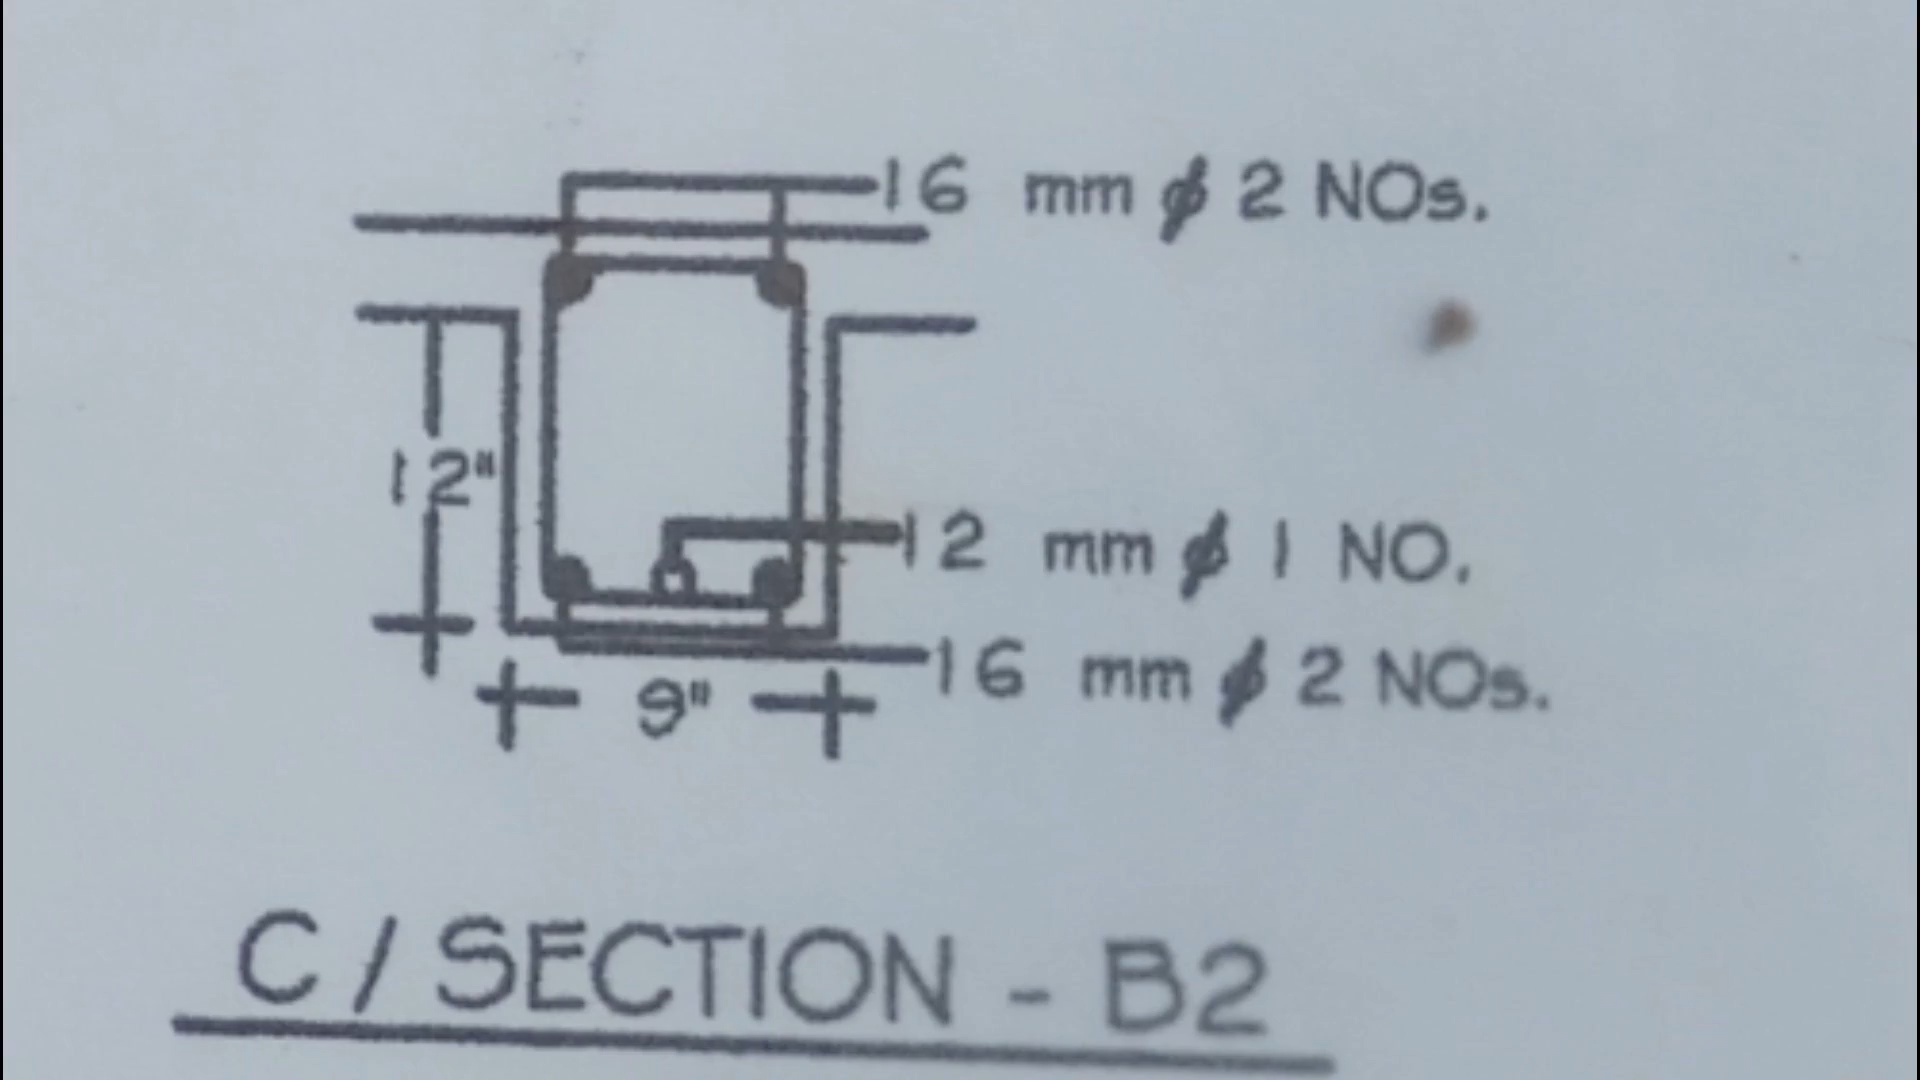 16 mm ϕ 2 NOs.
12"
12 mm ϕ 1 NO.
16 mm ϕ 2 NOs.
9"
C/SECTION - B2